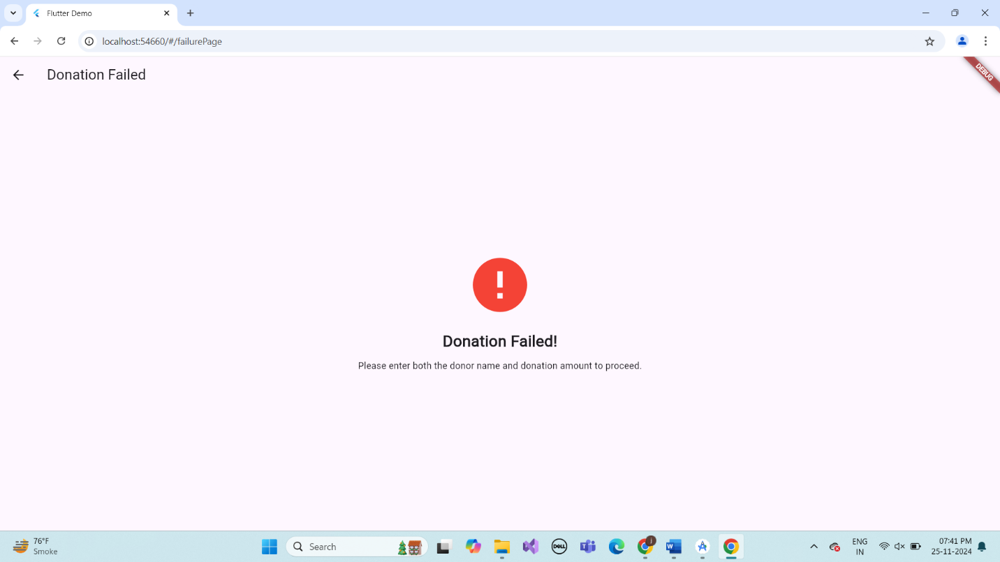 Flutter Demo
localhost:54660/#/failurePage
Donation Failed
DEBUG
Donation Failed!
Please enter both the donor name and donation amount to proceed.
76°F
Smoke
Search
DELL
j
ENG
IN
07:41 PM
25-11-2024